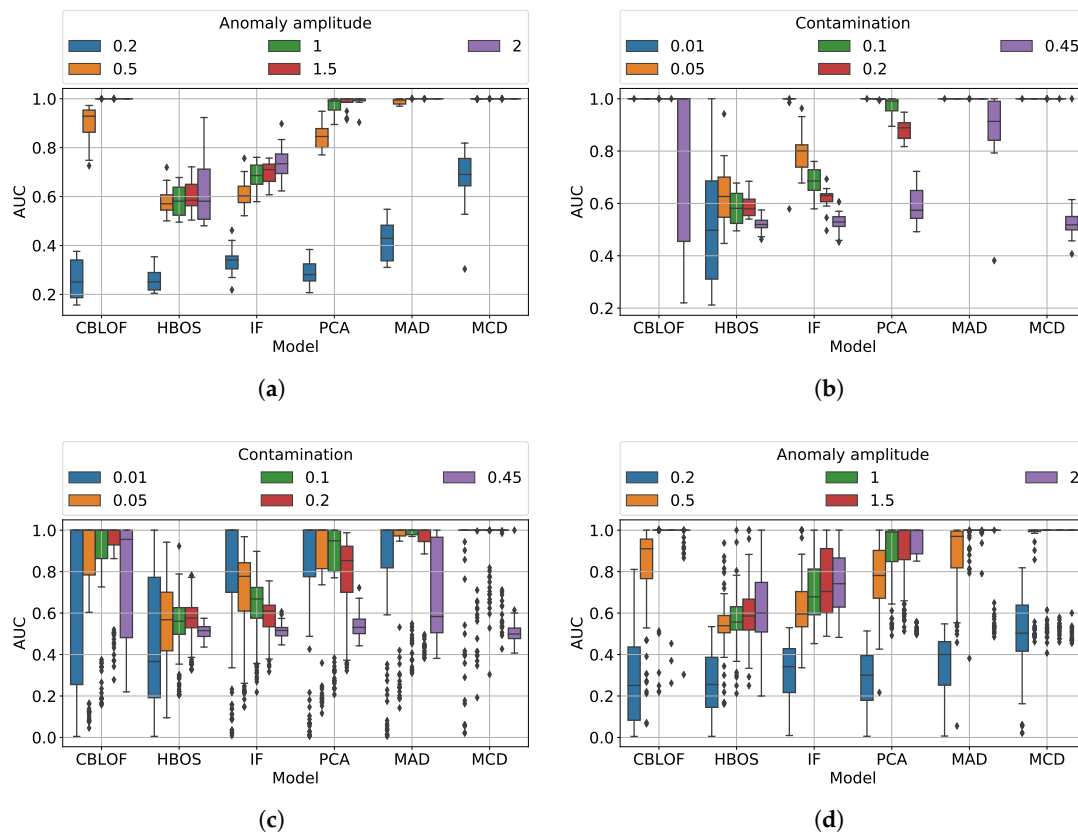 Anomaly amplitude
0.2 1 2
0.5 1.5
1.0
0.8
0.6
0.4
0.2
AUC
CBLOF HBOS IF PCA MAD MCD
Model
(a)
Contamination
0.01 0.1 0.45
0.05 0.2
1.0
0.8
0.6
0.4
0.2
AUC
CBLOF HBOS IF PCA MAD MCD
Model
(b)
Contamination
0.01 0.1 0.45
0.05 0.2
1.0
0.8
0.6
0.4
0.2
0.0
AUC
CBLOF HBOS IF PCA MAD MCD
Model
(c)
Anomaly amplitude
0.2 1 2
0.5 1.5
1.0
0.8
0.6
0.4
0.2
0.0
AUC
CBLOF HBOS IF PCA MAD MCD
Model
(d)